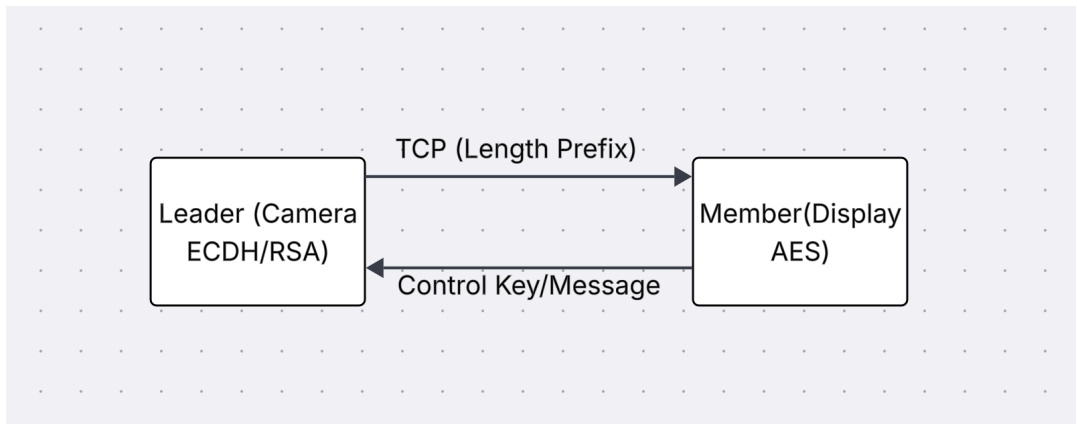 TCP (Length Prefix)
Leader (Camera
ECDH/RSA)
Member(Display
AES)
Control Key/Message